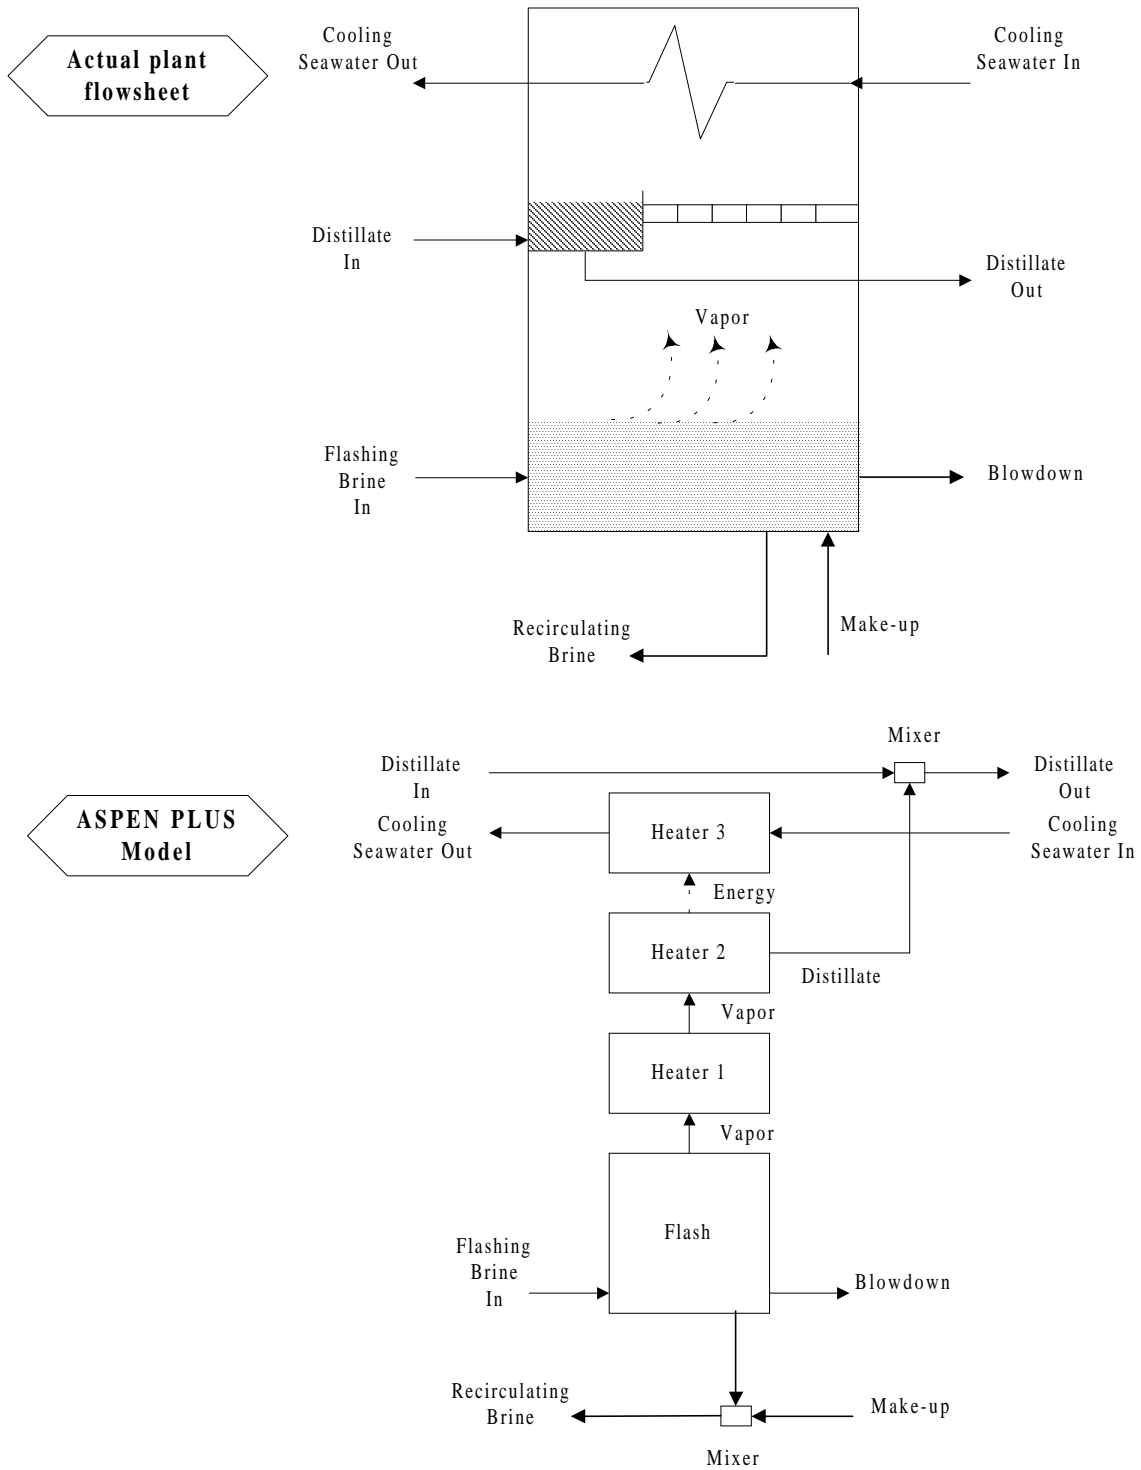 Cooling
Seawater Out
Cooling
Seawater In
Actual plant
flowsheet
Distillate
In
Distillate
Out
Vapor
Flashing
Brine
In
Blowdown
Recirculating
Brine
Make-up
Mixer
Distillate
In
Distillate
Out
ASPEN PLUS
Model
Cooling
Seawater Out
Heater 3
Cooling
Seawater In
Energy
Heater 2
Distillate
Vapor
Heater 1
Vapor
Flash
Flashing
Brine
In
Blowdown
Recirculating
Brine
Make-up
Mixer